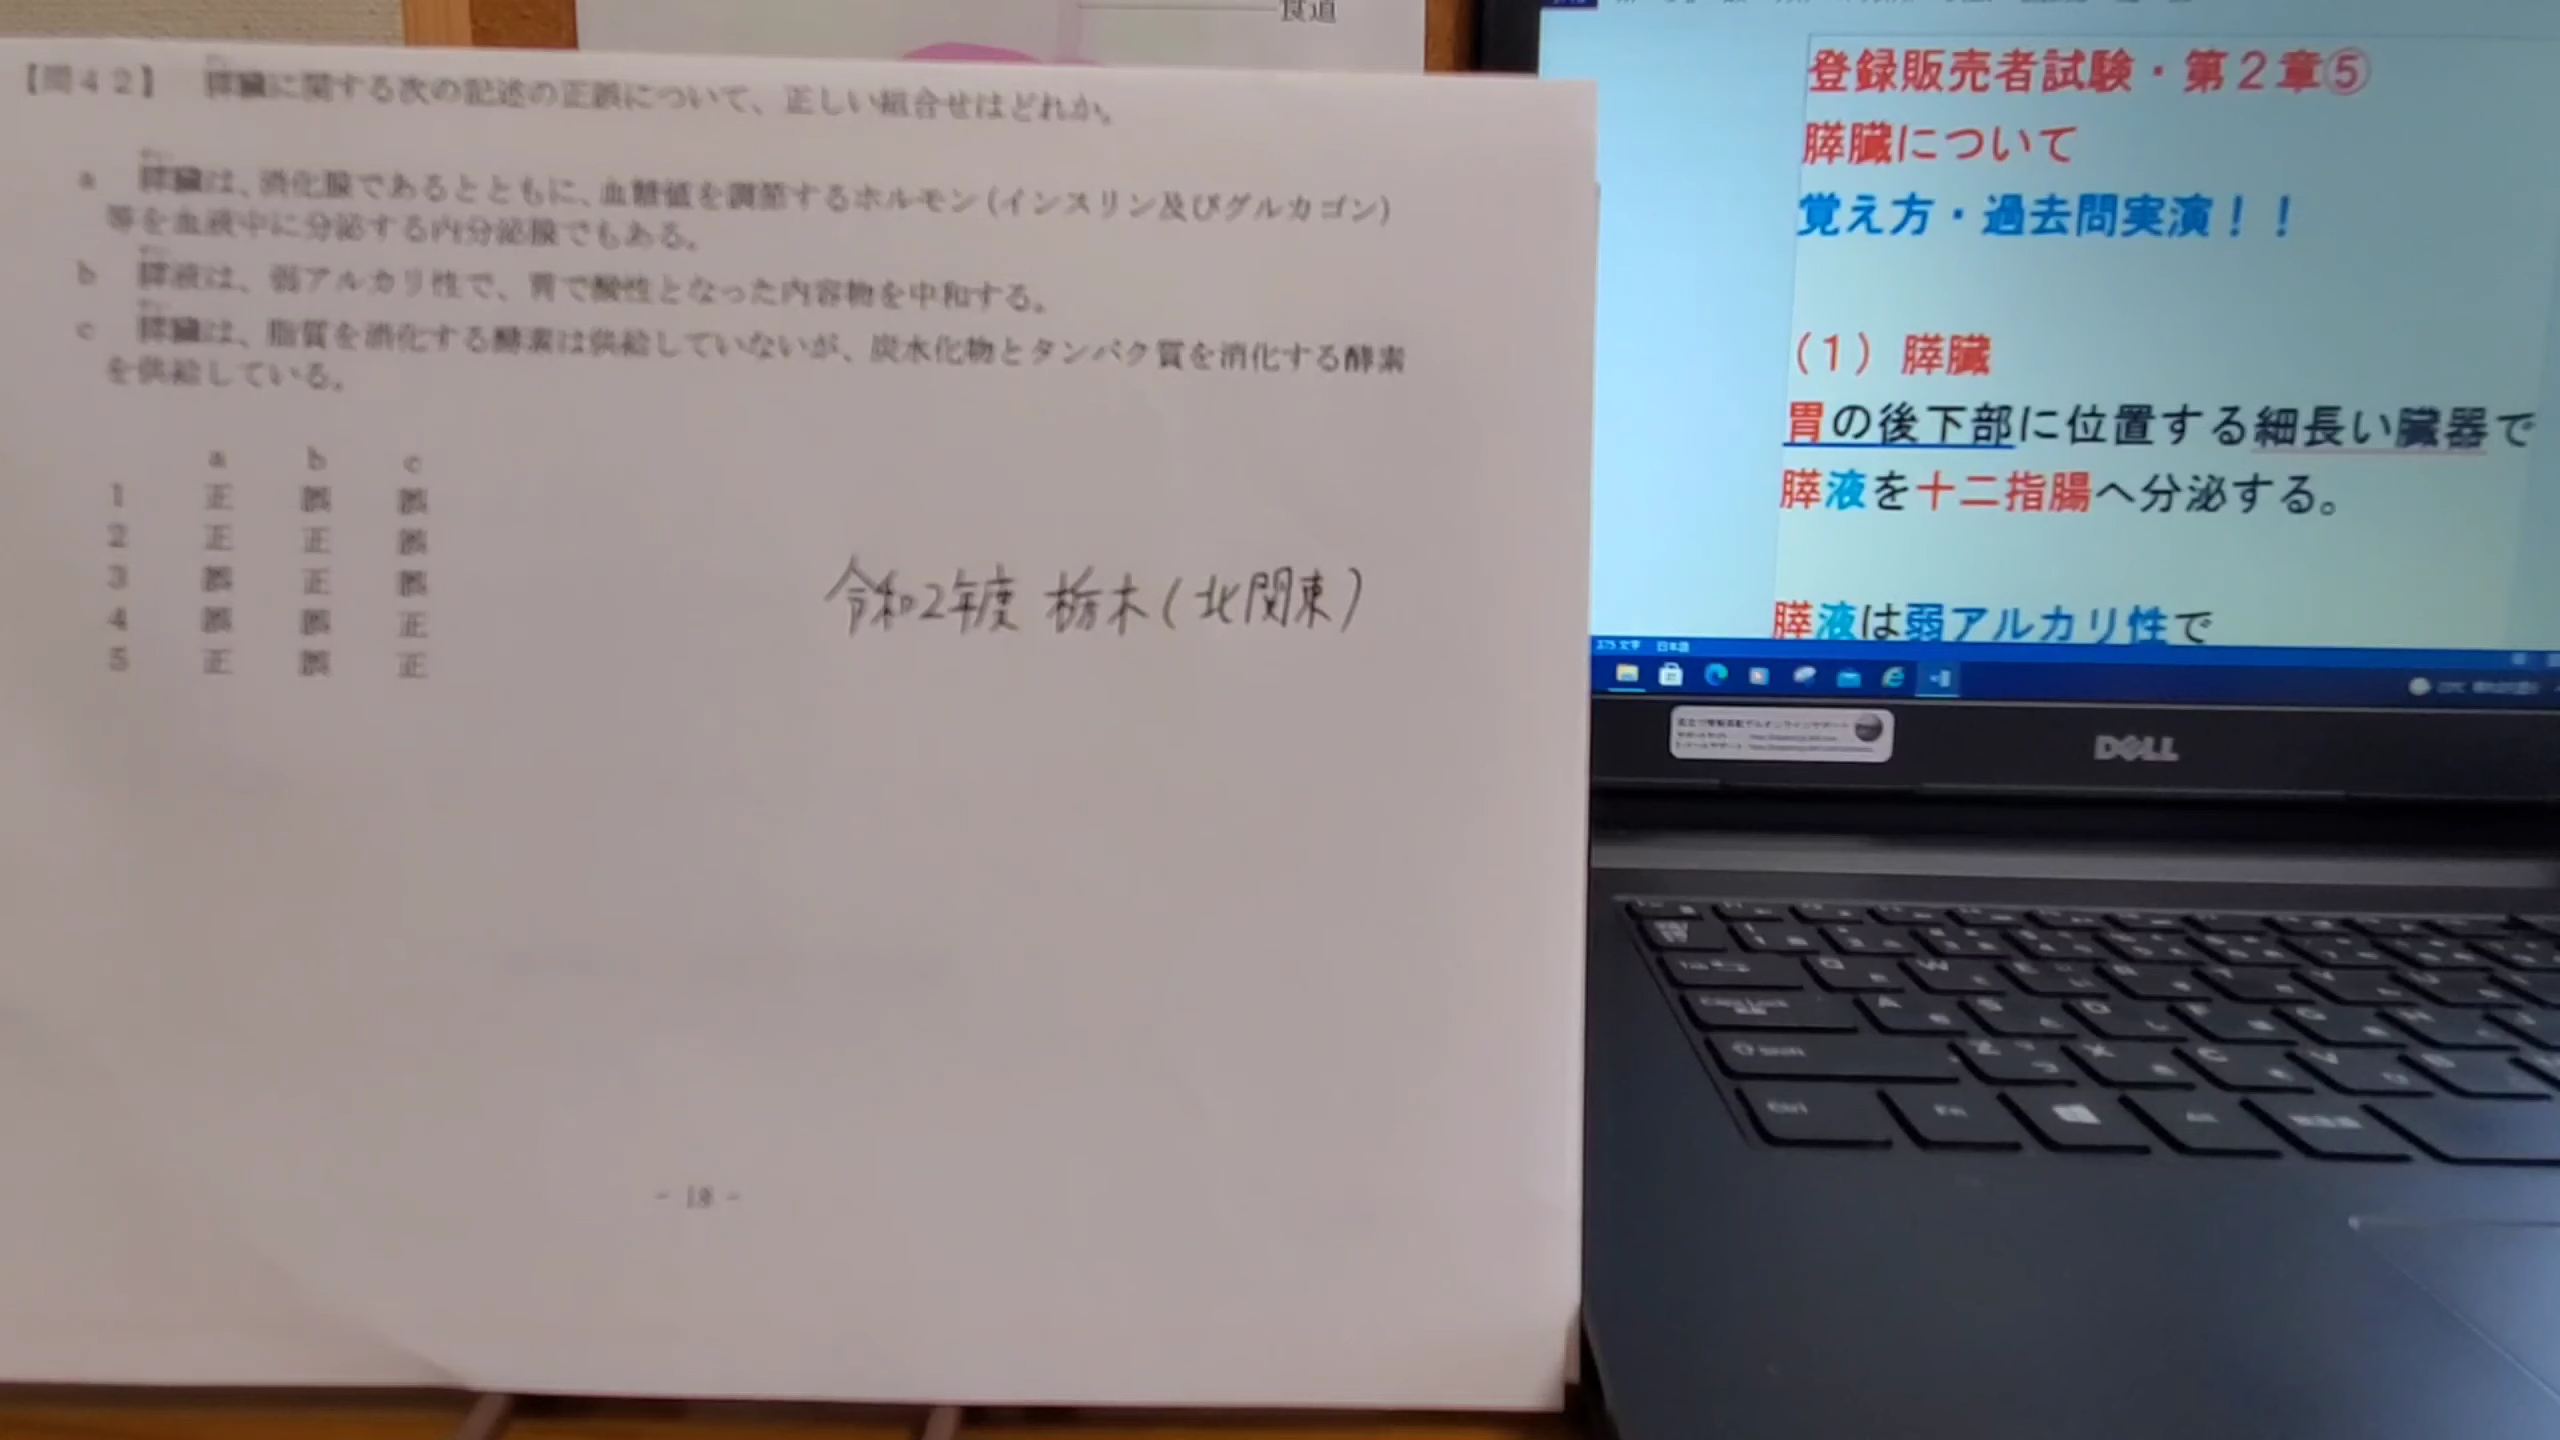 食道
【問42】 膵臓に関する次の記述の正誤について、正しい組合せはどれか。
a 膵臓は、消化腺であるとともに、血糖値を調節するホルモン(インスリン及びグルカゴン)
等を血液中に分泌する内分泌腺でもある。
b 膵液は、弱アルカリ性で、胃で酸性となった内容物を中和する。
c 膵臓は、脂質を消化する酵素は供給していないが、炭水化物とタンパク質を消化する酵素
を供給している。
a b c
1 正 誤 誤
2 正 正 誤
3 誤 正 誤
4 誤 誤 正
5 正 誤 正
令和2年度 栃木(北関東)
- 18 -
登録販売者試験・第2章⑤
膵臓について
覚え方・過去問実演!!
(1)膵臓
胃の後下部に位置する細長い臓器で
膵液を十二指腸へ分泌する。
膵液は弱アルカリ性で
375 文字 日本語
DELL
Ctrl